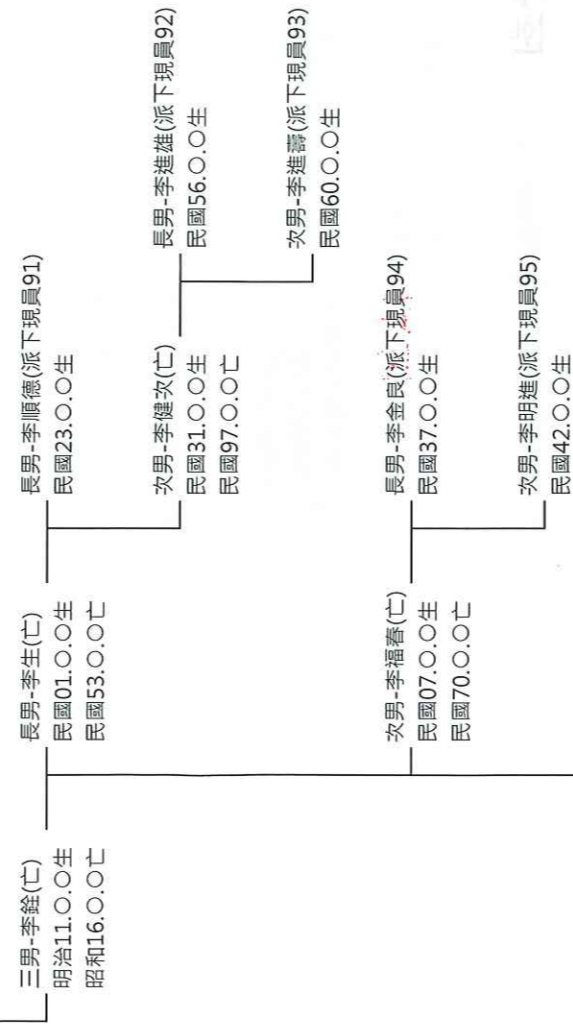 三男-李銓(亡)
明治11.○.○生
昭和16.○.○亡
長男-李生(亡)
民國01.○.○生
民國53.○.○亡
長男-李順德(派下現員91)
民國23.○.○生
次男-李健次(亡)
民國31.○.○生
民國97.○.○亡
長男-李進雄(派下現員92)
民國56.○.○生
次男-李進壽(派下現員93)
民國60.○.○生
次男-李福春(亡)
民國07.○.○生
民國70.○.○亡
長男-李金良(派下現員94)
民國37.○.○生
次男-李明進(派下現員95)
民國42.○.○生